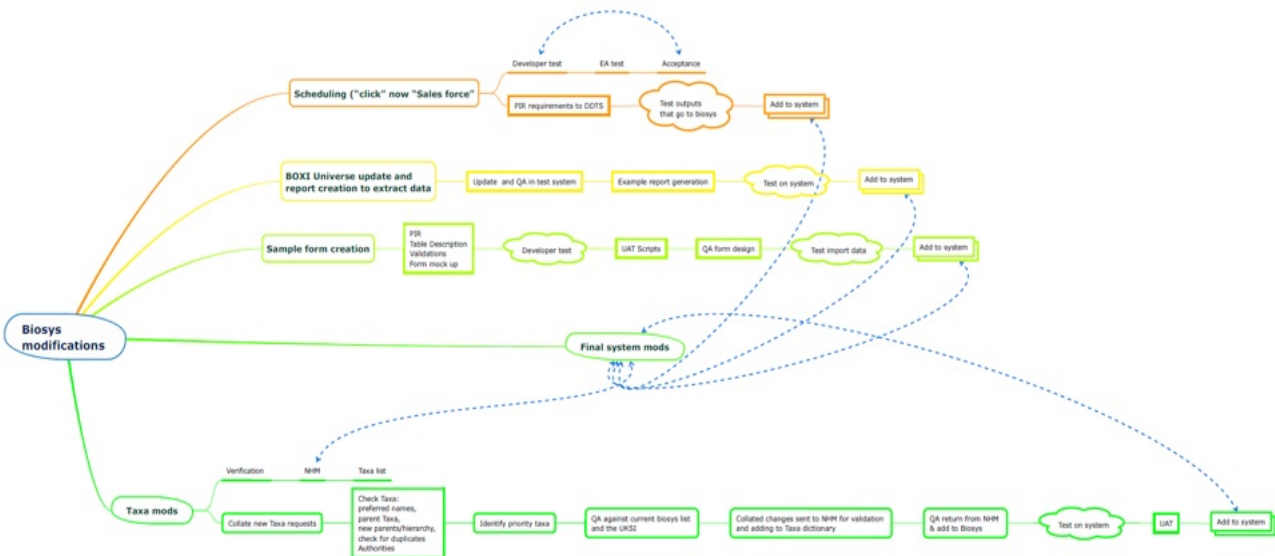 Developer test
EA test
Acceptance
Scheduling ("click" now "Sales force"
PIR requirements to DDTS
Test outputs
that go to biosys
Add to system
BOXI Universe update and
report creation to extract data
Update and QA in test system
Example report generation
Test on system
Add to system
Sample form creation
PIR
Table Description
Validations
Form mock up
Developer test
UAT Scripts
QA form design
Test import data
Add to system
Biosys
modifications
Final system mods
Verification
NHM
Taxa list
Taxa mods
Collate new Taxa requests
Check Taxa:
preferred names,
parent Taxa,
new parents/hierarchy,
check for duplicates
Authorities
Identify priority taxa
QA against current biosys list
and the UKSI
Collated changes sent to NHM for validation
and adding to Taxa dictionary
QA return from NHM
& add to Biosys
Test on system
UAT
Add to system